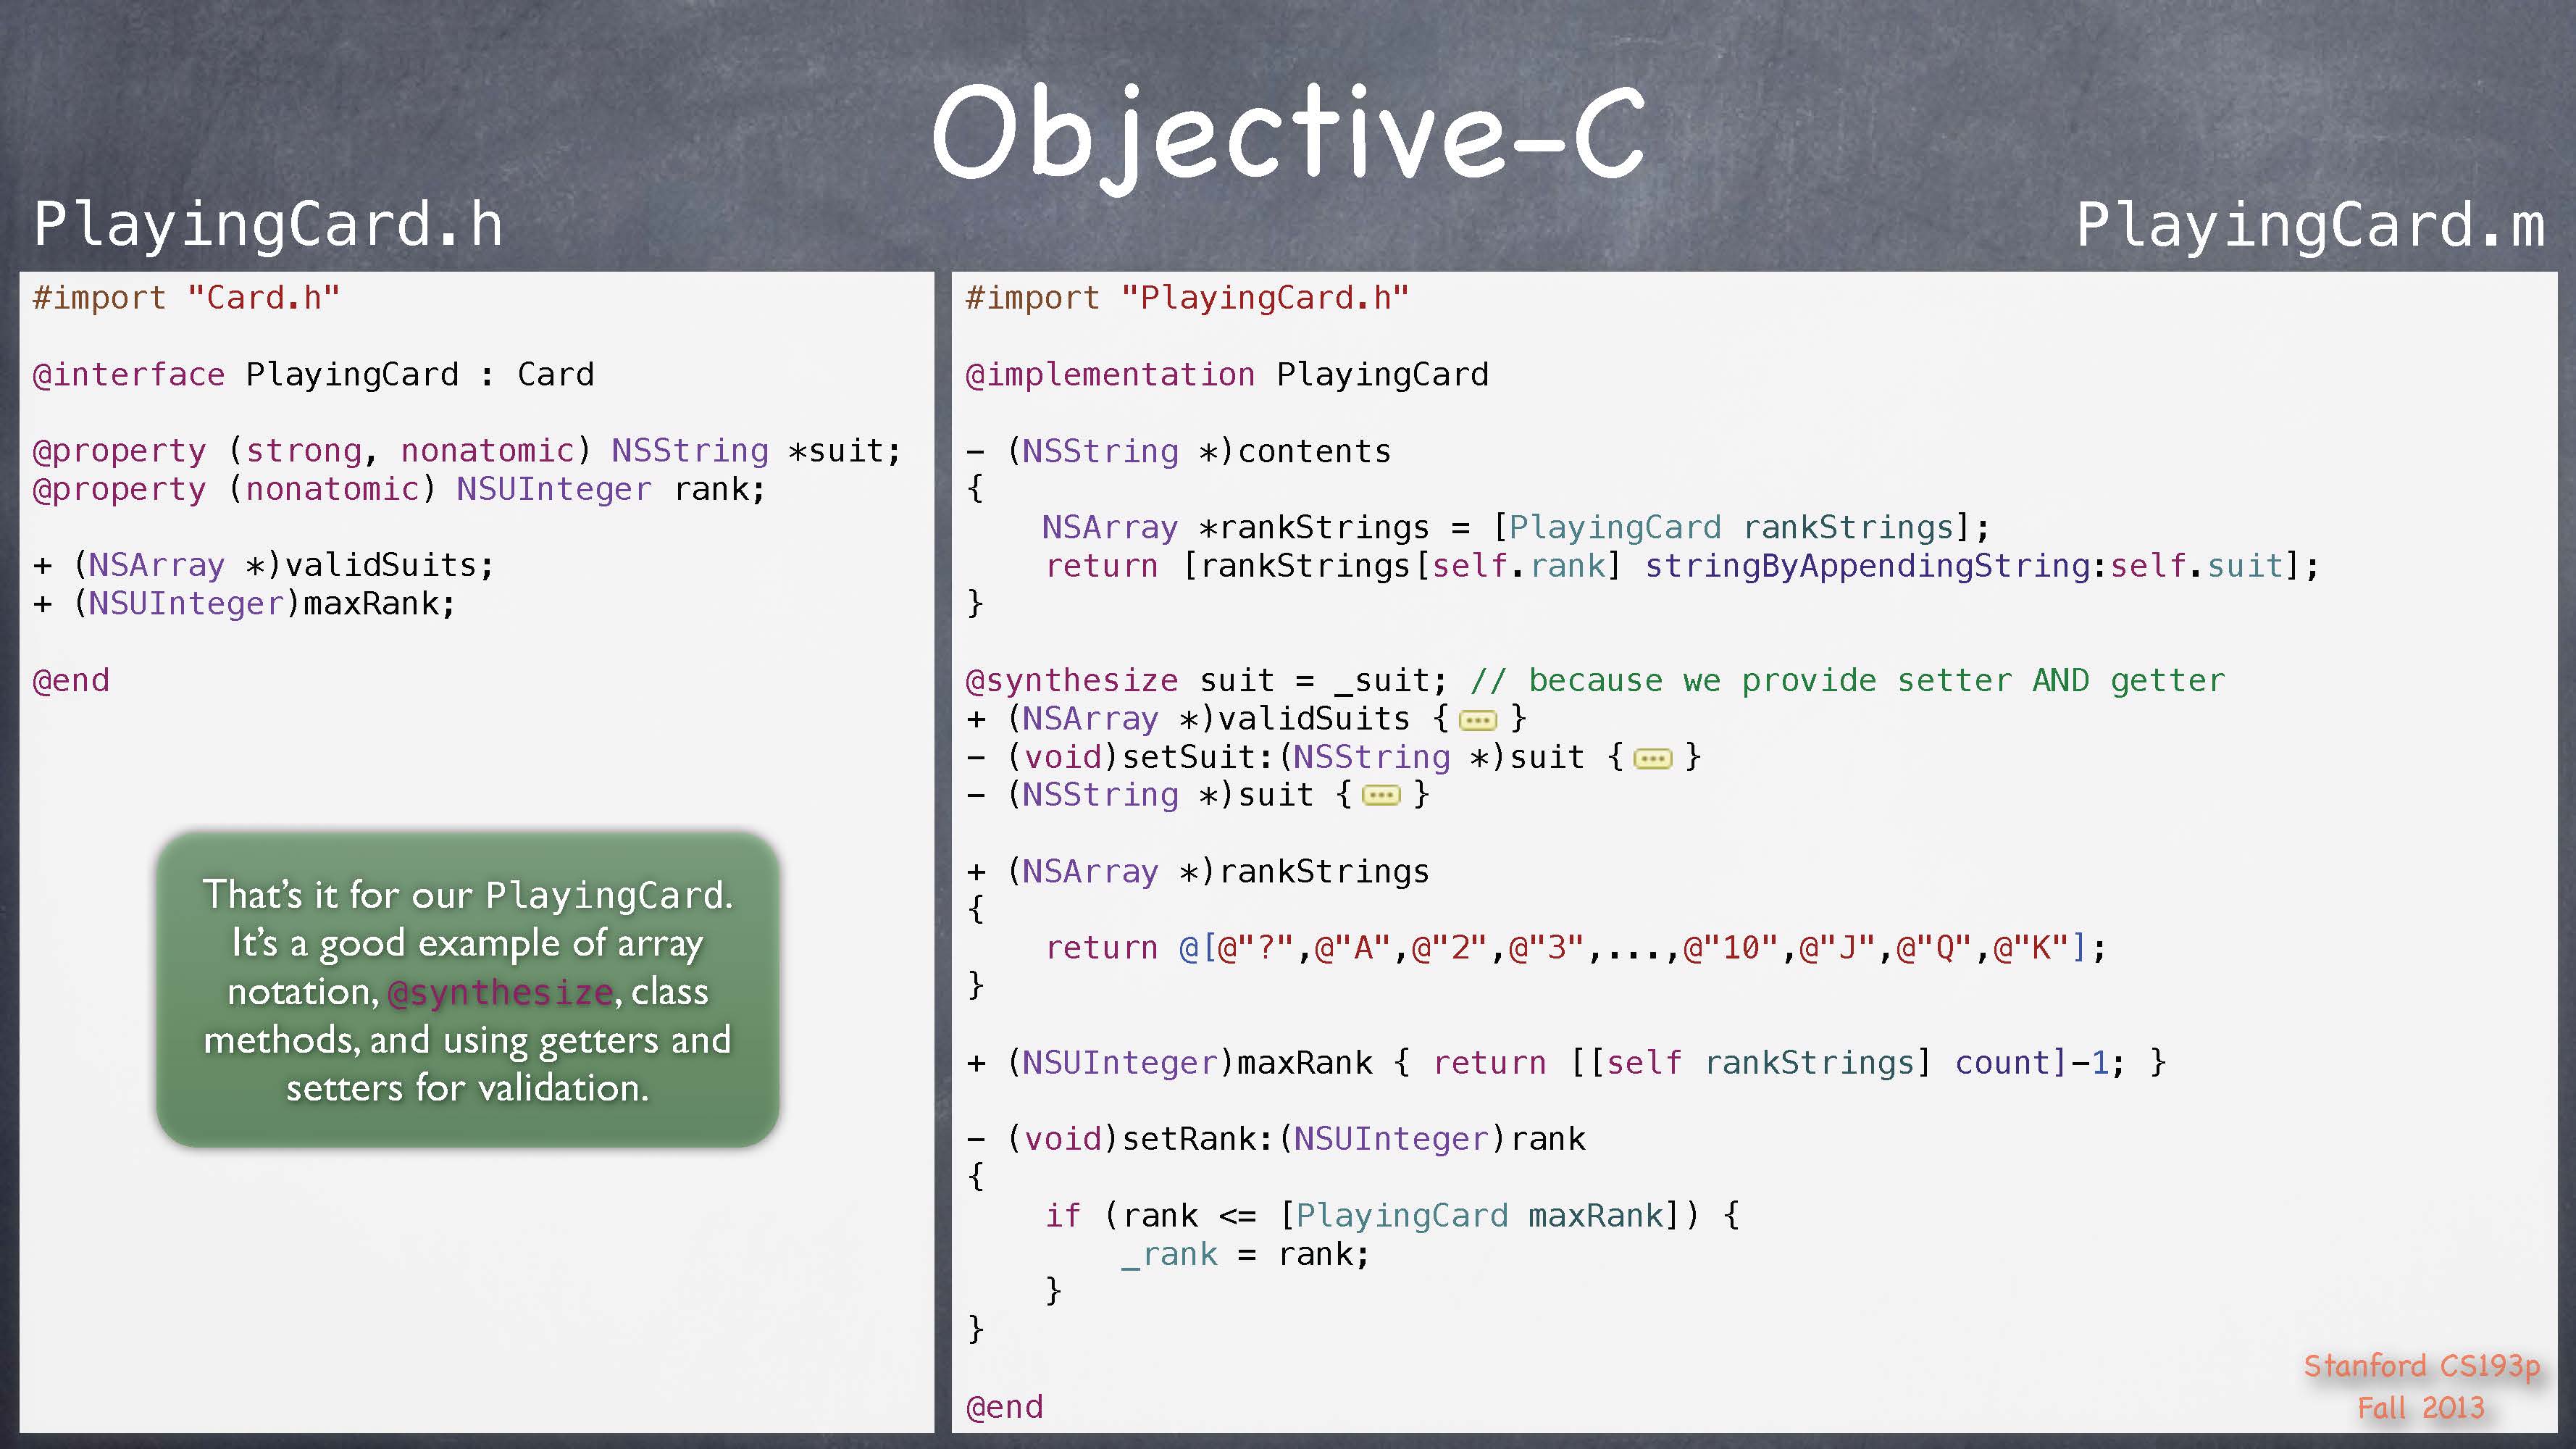 Objective-C
PlayingCard.h
#import "Card.h"
@interface PlayingCard : Card
@property (strong, nonatomic) NSString *suit;
@property (nonatomic) NSUInteger rank;
+ (NSArray *)validSuits;
+ (NSUInteger)maxRank;
@end
That's it for our PlayingCard.
It's a good example of array
notation, @synthesize, class
methods, and using getters and
setters for validation.
PlayingCard.m
#import "PlayingCard.h"
@implementation PlayingCard
- (NSString *)contents
{
    NSArray *rankStrings = [PlayingCard rankStrings];
    return [rankStrings[self.rank] stringByAppendingString:self.suit];
}
@synthesize suit = _suit; // because we provide setter AND getter
+ (NSArray *)validSuits { ... }
- (void)setSuit:(NSString *)suit { ... }
- (NSString *)suit { ... }
+ (NSArray *)rankStrings
{
    return @[@"?",@"A",@"2",@"3",...,@"10",@"J",@"Q",@"K"];
}
+ (NSUInteger)maxRank { return [[self rankStrings] count]-1; }
- (void)setRank:(NSUInteger)rank
{
    if (rank <= [PlayingCard maxRank]) {
        _rank = rank;
    }
}
@end
Stanford CS193p
Fall 2013